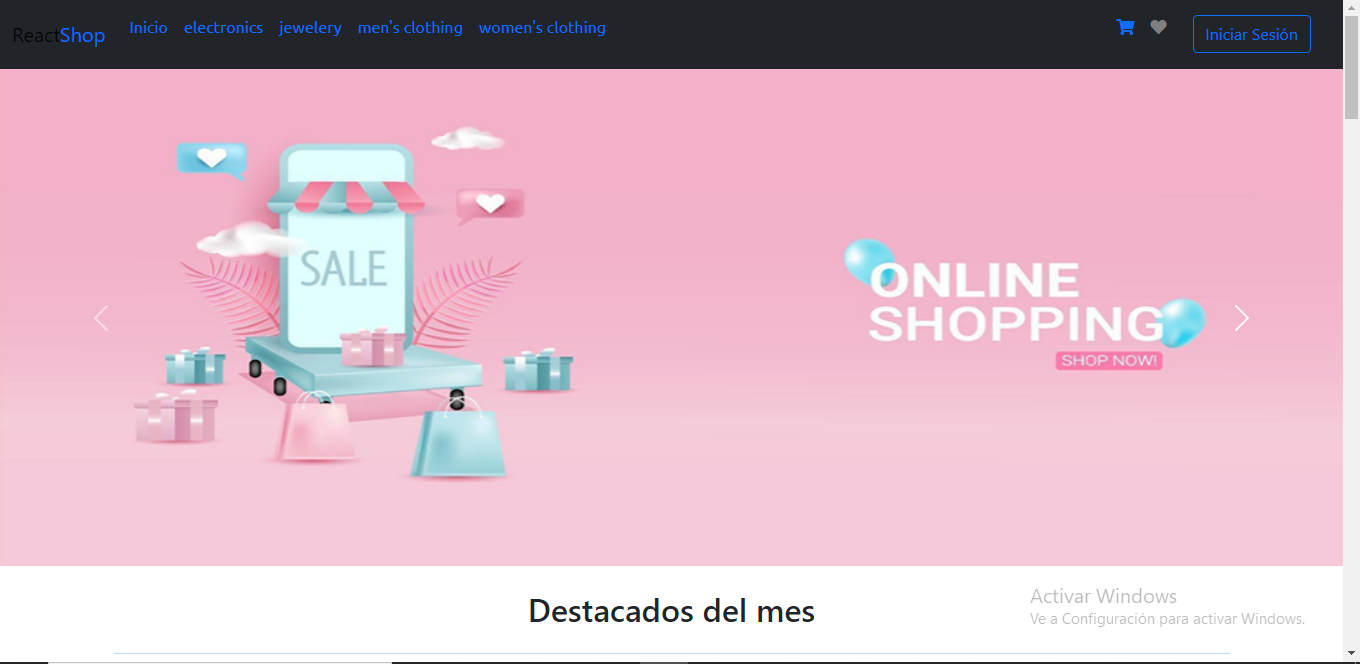 ReactShop Inicio electronics jewelery men's clothing women's clothing Iniciar Sesión
SALE
ONLINE
SHOPPING
SHOP NOW!
Destacados del mes
Activar Windows
Ve a Configuración para activar Windows.